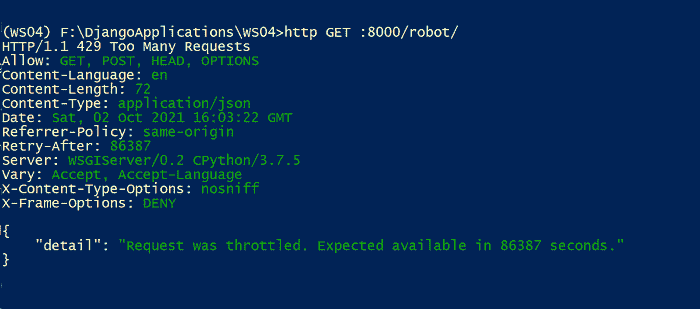 (WS04) F:\DjangoApplications\WS04>http GET :8000/robot/
HTTP/1.1 429 Too Many Requests
Allow: GET, POST, HEAD, OPTIONS
Content-Language: en
Content-Length: 72
Content-Type: application/json
Date: Sat, 02 Oct 2021 16:03:22 GMT
Referrer-Policy: same-origin
Retry-After: 86387
Server: WSGIServer/0.2 CPython/3.7.5
Vary: Accept, Accept-Language
X-Content-Type-Options: nosniff
X-Frame-Options: DENY
{
    "detail": "Request was throttled. Expected available in 86387 seconds."
}